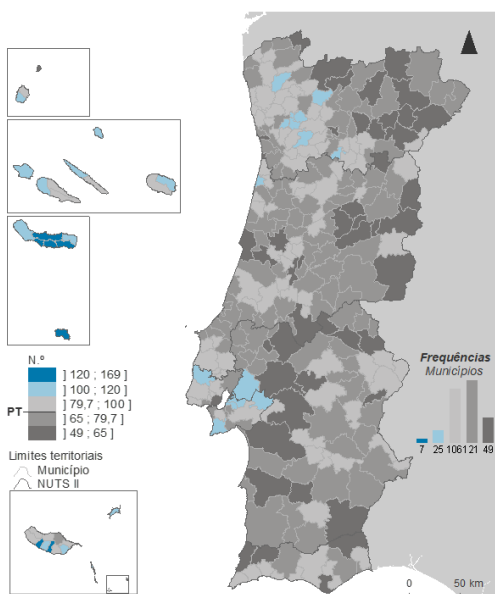 N.º
] 120 ; 169 ]
] 100 ; 120 ]
] 79,7 ; 100 ]
PT
] 65 ; 79,7 ]
] 49 ; 65 ]
Limites territoriais
Município
NUTS II
Frequências
Municípios
7 25 106 121 49
0 50 km